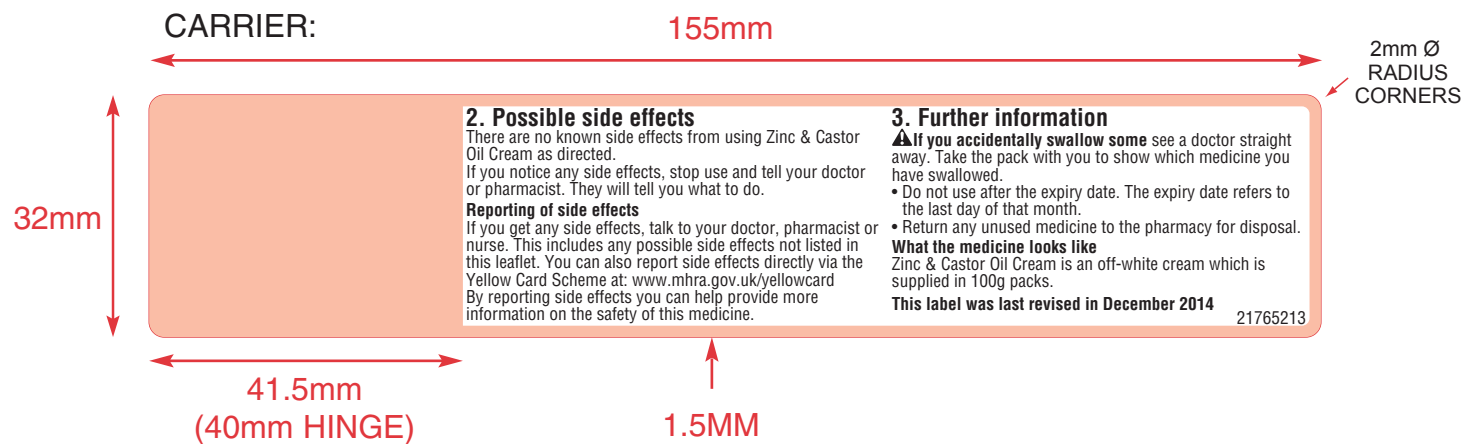 CARRIER:
155mm
2mm Ø
RADIUS
CORNERS
32mm
2. Possible side effects
There are no known side effects from using Zinc & Castor
Oil Cream as directed.
If you notice any side effects, stop use and tell your doctor
or pharmacist. They will tell you what to do.
Reporting of side effects
If you get any side effects, talk to your doctor, pharmacist or
nurse. This includes any possible side effects not listed in
this leaflet. You can also report side effects directly via the
Yellow Card Scheme at: www.mhra.gov.uk/yellowcard
By reporting side effects you can help provide more
information on the safety of this medicine.
3. Further information
If you accidentally swallow some see a doctor straight
away. Take the pack with you to show which medicine you
have swallowed.
• Do not use after the expiry date. The expiry date refers to
the last day of that month.
• Return any unused medicine to the pharmacy for disposal.
What the medicine looks like
Zinc & Castor Oil Cream is an off-white cream which is
supplied in 100g packs.
This label was last revised in December 2014
21765213
41.5mm
(40mm HINGE)
1.5MM